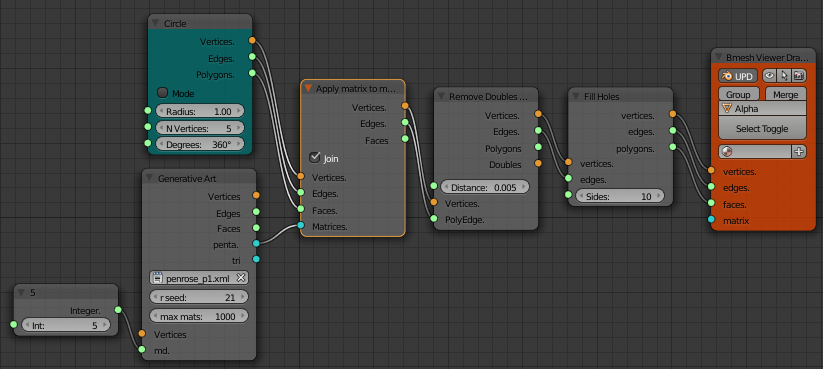 Circle
Vertices.
Edges.
Polygons.
Mode
Radius: 1.00
N Vertices: 5
Degrees: 360°
Generative Art
Vertices
Edges
Faces
penta.
tri
penrose_p1.xml
r seed: 21
max mats: 1000
Vertices
md.
5
Integer.
Int: 5
Apply matrix to m...
Vertices.
Edges.
Faces
Join
Vertices.
Edges.
Faces.
Matrices.
Remove Doubles ...
Vertices.
Edges.
Polygons
Doubles
Distance: 0.005
Vertices.
PolyEdge.
Fill Holes
vertices.
edges.
polygons.
vertices.
edges.
Sides: 10
Bmesh Viewer Dra...
UPD
Group Merge
Alpha
Select Toggle
vertices.
edges.
faces.
matrix